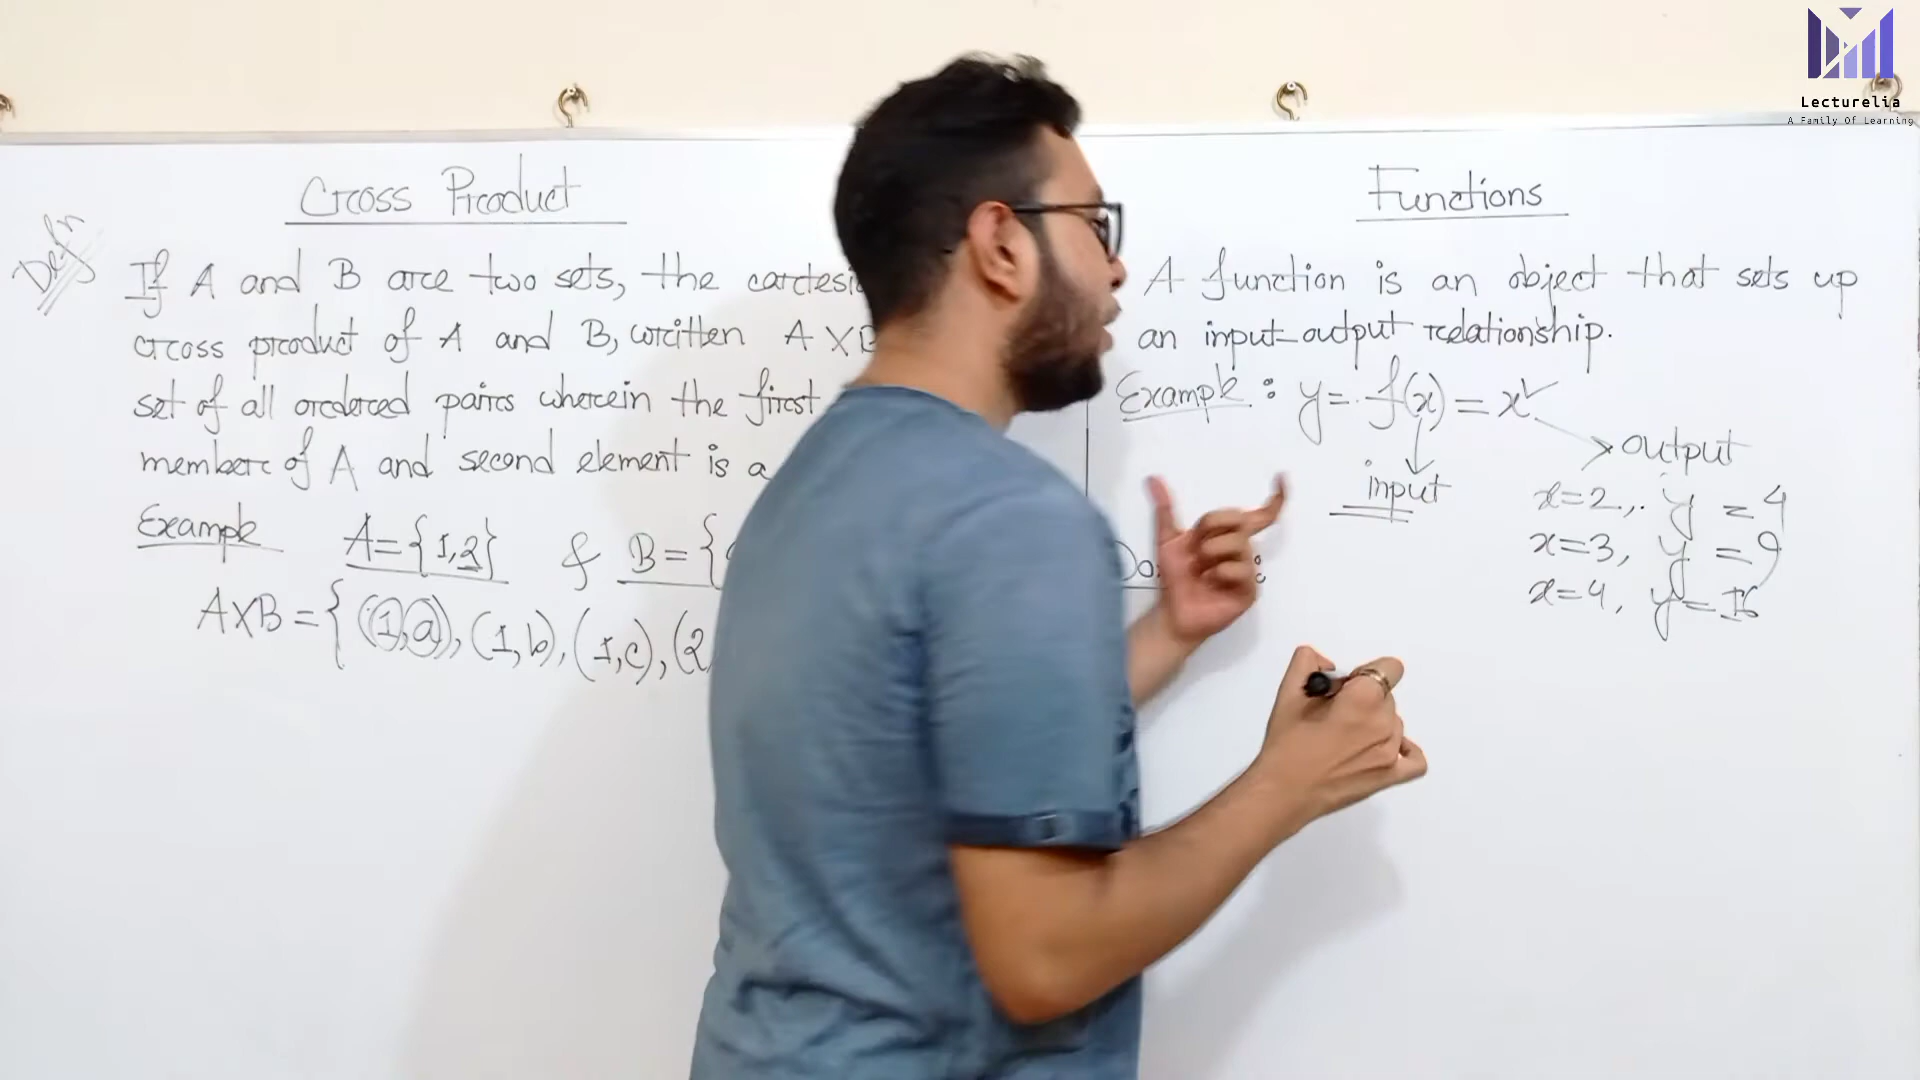 Lecturelia
A Family Of Learning
Cross Product
Defn
If A and B are two sets, the
cross product of A and B, written A X B
set of all ordered pairs wherein the first
member of A and second element is a
Example A={1,2} & B={
AXB={(1,a),(1,b),(1,c),(2,
Functions
A function is an object that sets up
an input-output relationship.
Example : y=f(x)=x²
output
input
x=2, y=4
x=3, y=9
x=4, y=16